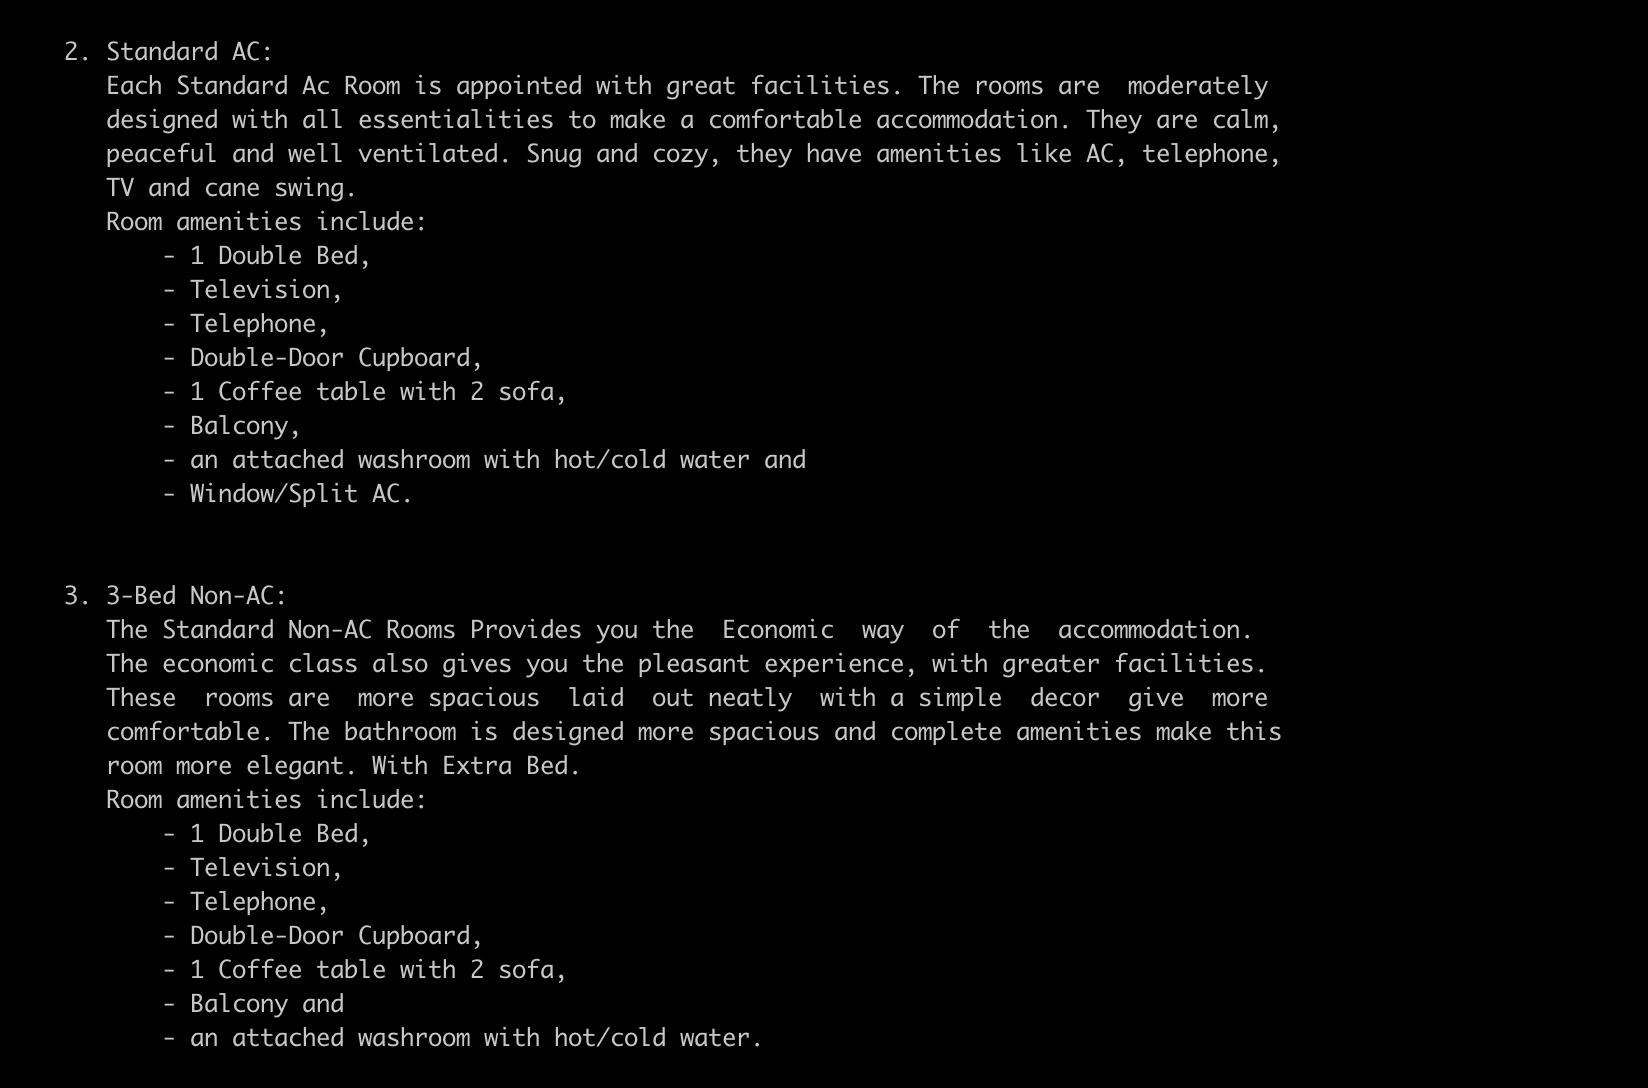 2. Standard AC:
Each Standard Ac Room is appointed with great facilities. The rooms are  moderately
designed with all essentialities to make a comfortable accommodation. They are calm,
peaceful and well ventilated. Snug and cozy, they have amenities like AC, telephone,
TV and cane swing.
Room amenities include:
- 1 Double Bed,
- Television,
- Telephone,
- Double-Door Cupboard,
- 1 Coffee table with 2 sofa,
- Balcony,
- an attached washroom with hot/cold water and
- Window/Split AC.
3. 3-Bed Non-AC:
The Standard Non-AC Rooms Provides you the  Economic  way  of  the  accommodation.
The economic class also gives you the pleasant experience, with greater facilities.
These  rooms are  more spacious  laid  out neatly  with a simple  decor  give  more
comfortable. The bathroom is designed more spacious and complete amenities make this
room more elegant. With Extra Bed.
Room amenities include:
- 1 Double Bed,
- Television,
- Telephone,
- Double-Door Cupboard,
- 1 Coffee table with 2 sofa,
- Balcony and
- an attached washroom with hot/cold water.